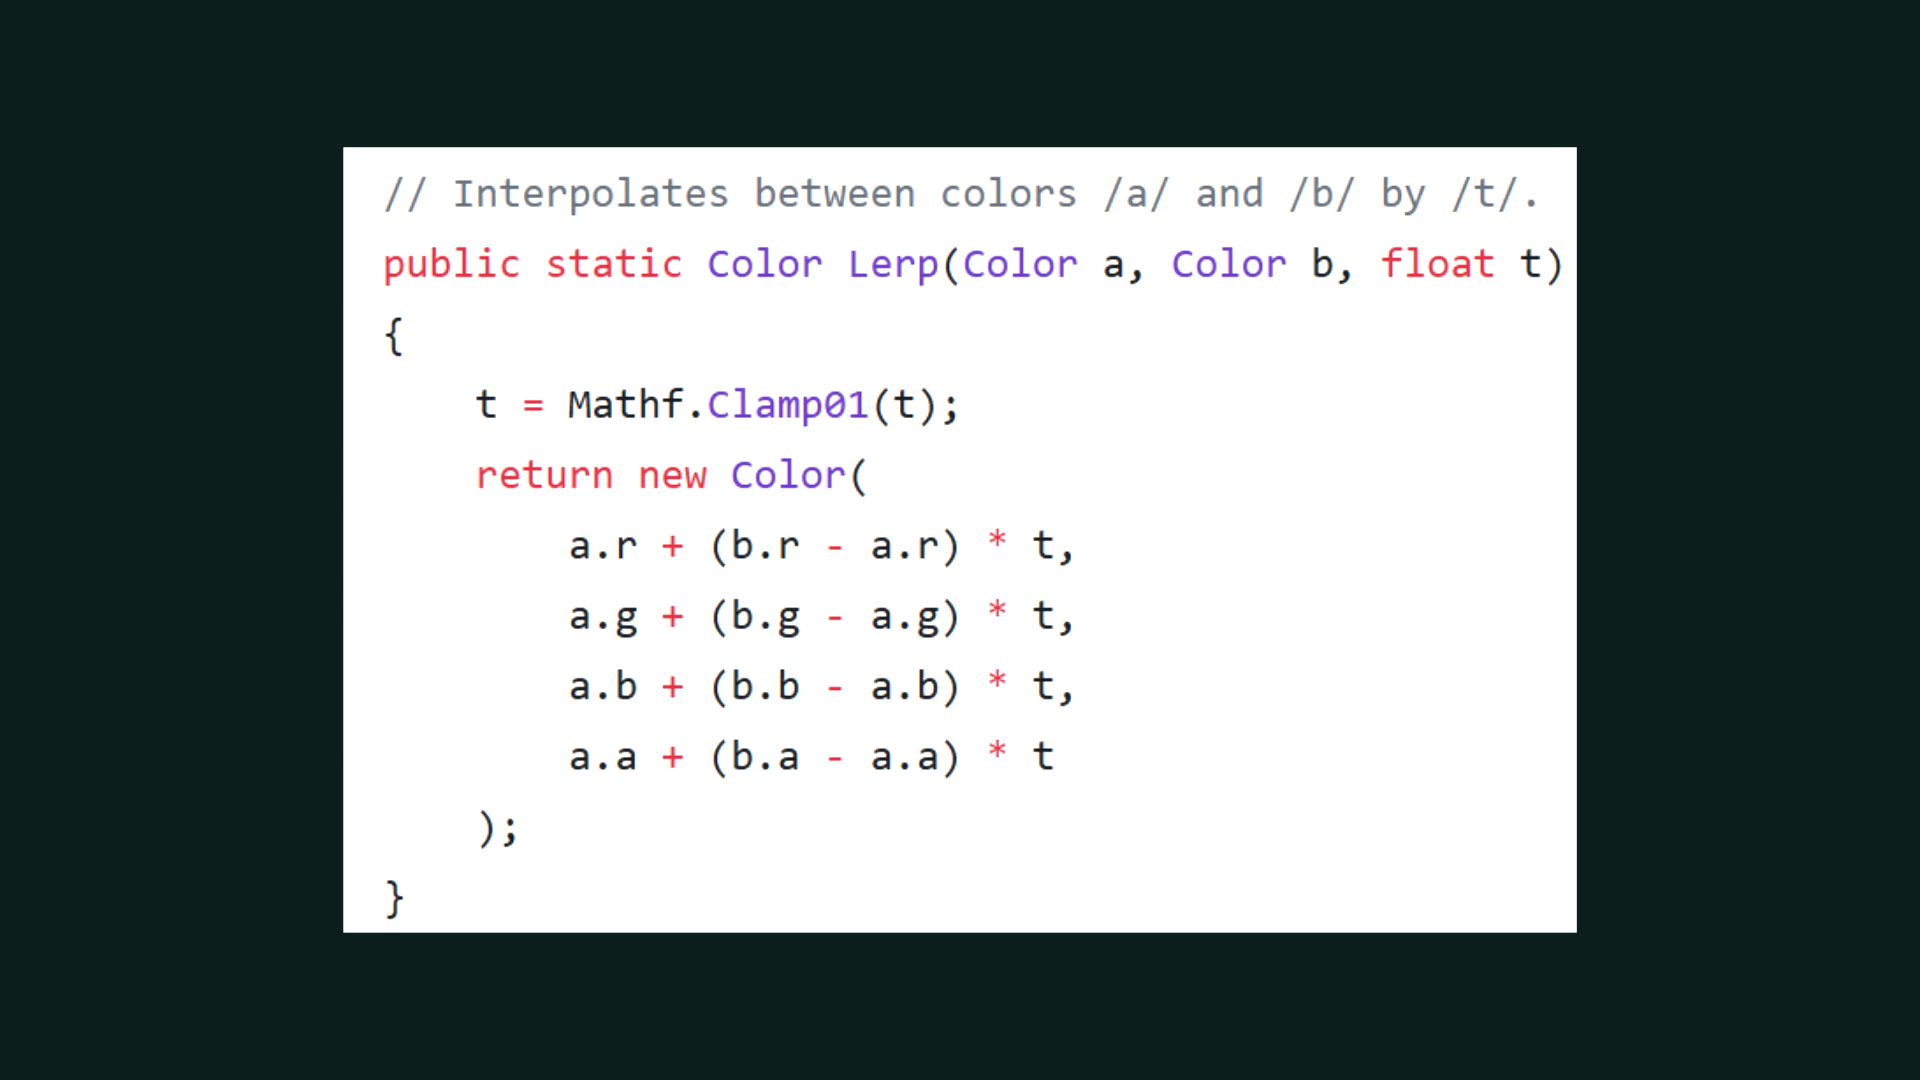 // Interpolates between colors /a/ and /b/ by /t/.
public static Color Lerp(Color a, Color b, float t)
{
    t = Mathf.Clamp01(t);
    return new Color(
        a.r + (b.r - a.r) * t,
        a.g + (b.g - a.g) * t,
        a.b + (b.b - a.b) * t,
        a.a + (b.a - a.a) * t
    );
}